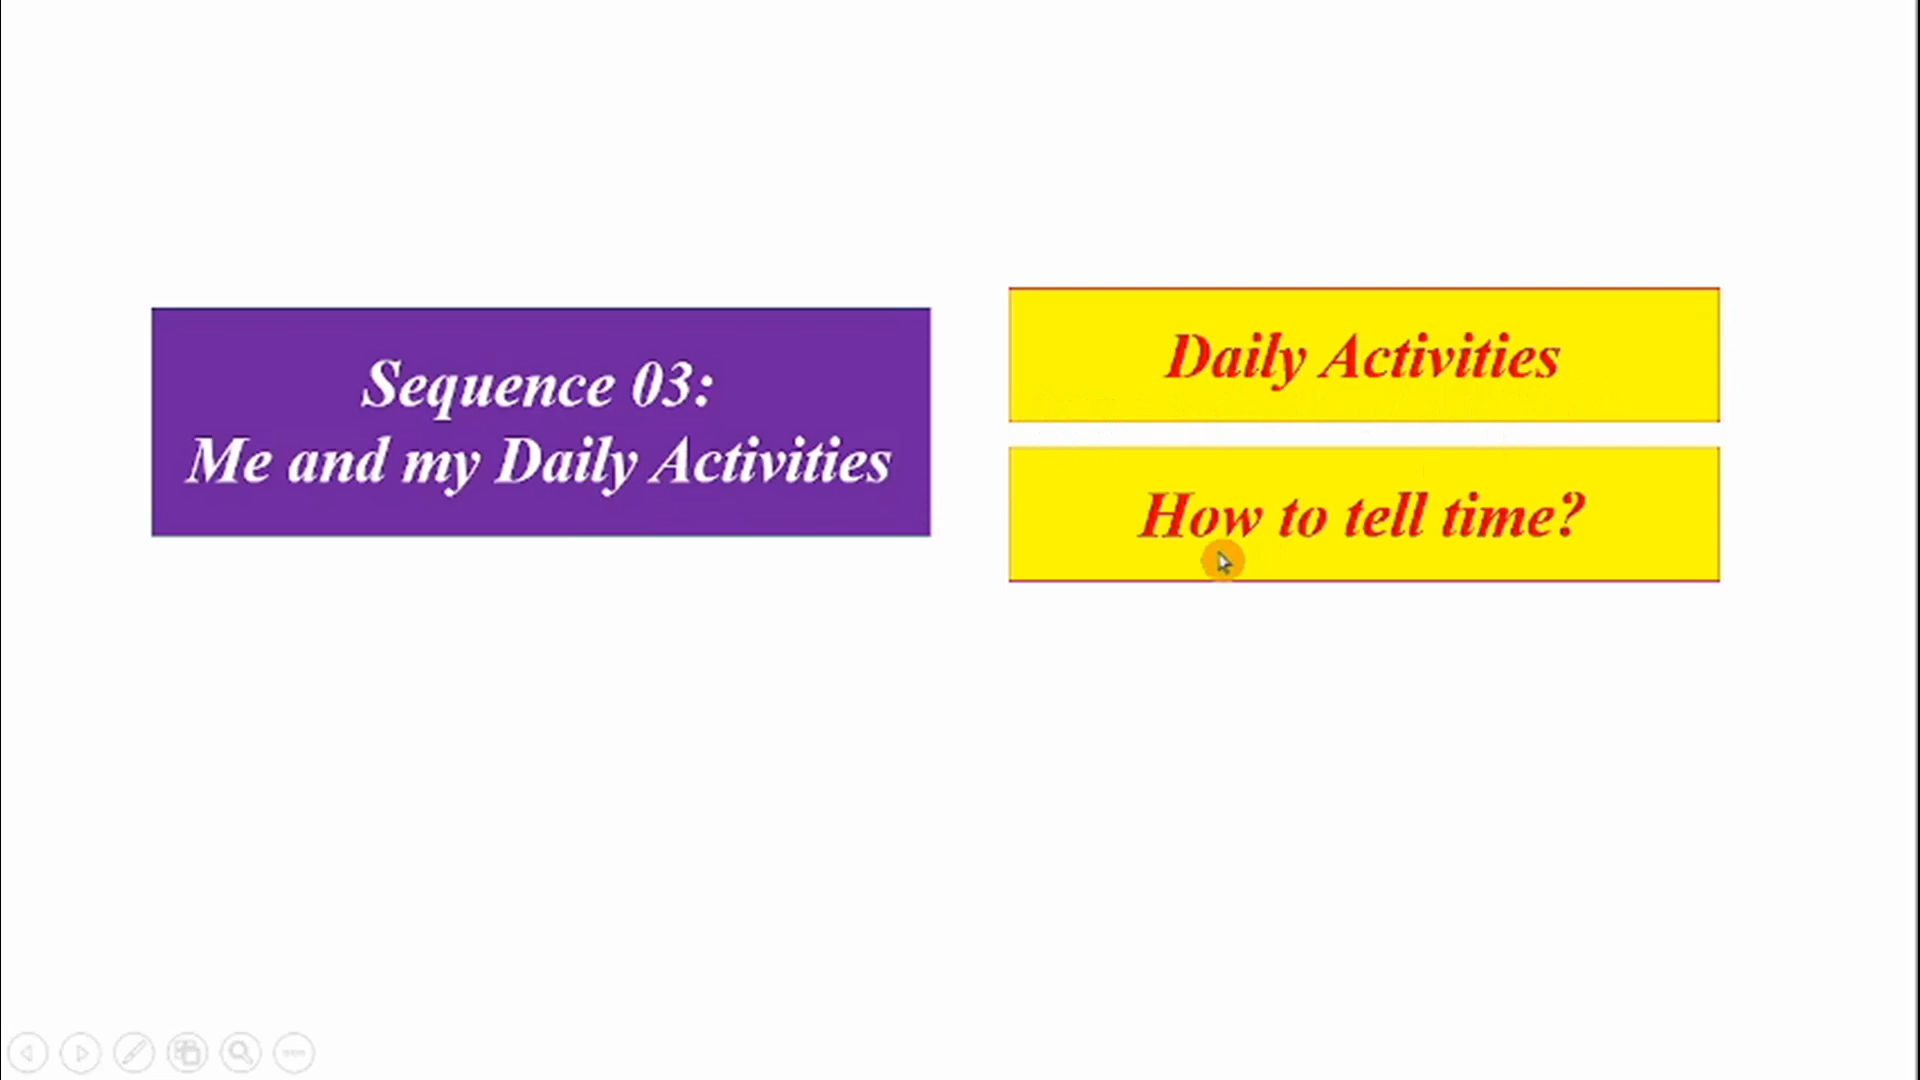 Sequence 03:
Me and my Daily Activities
Daily Activities
How to tell time?